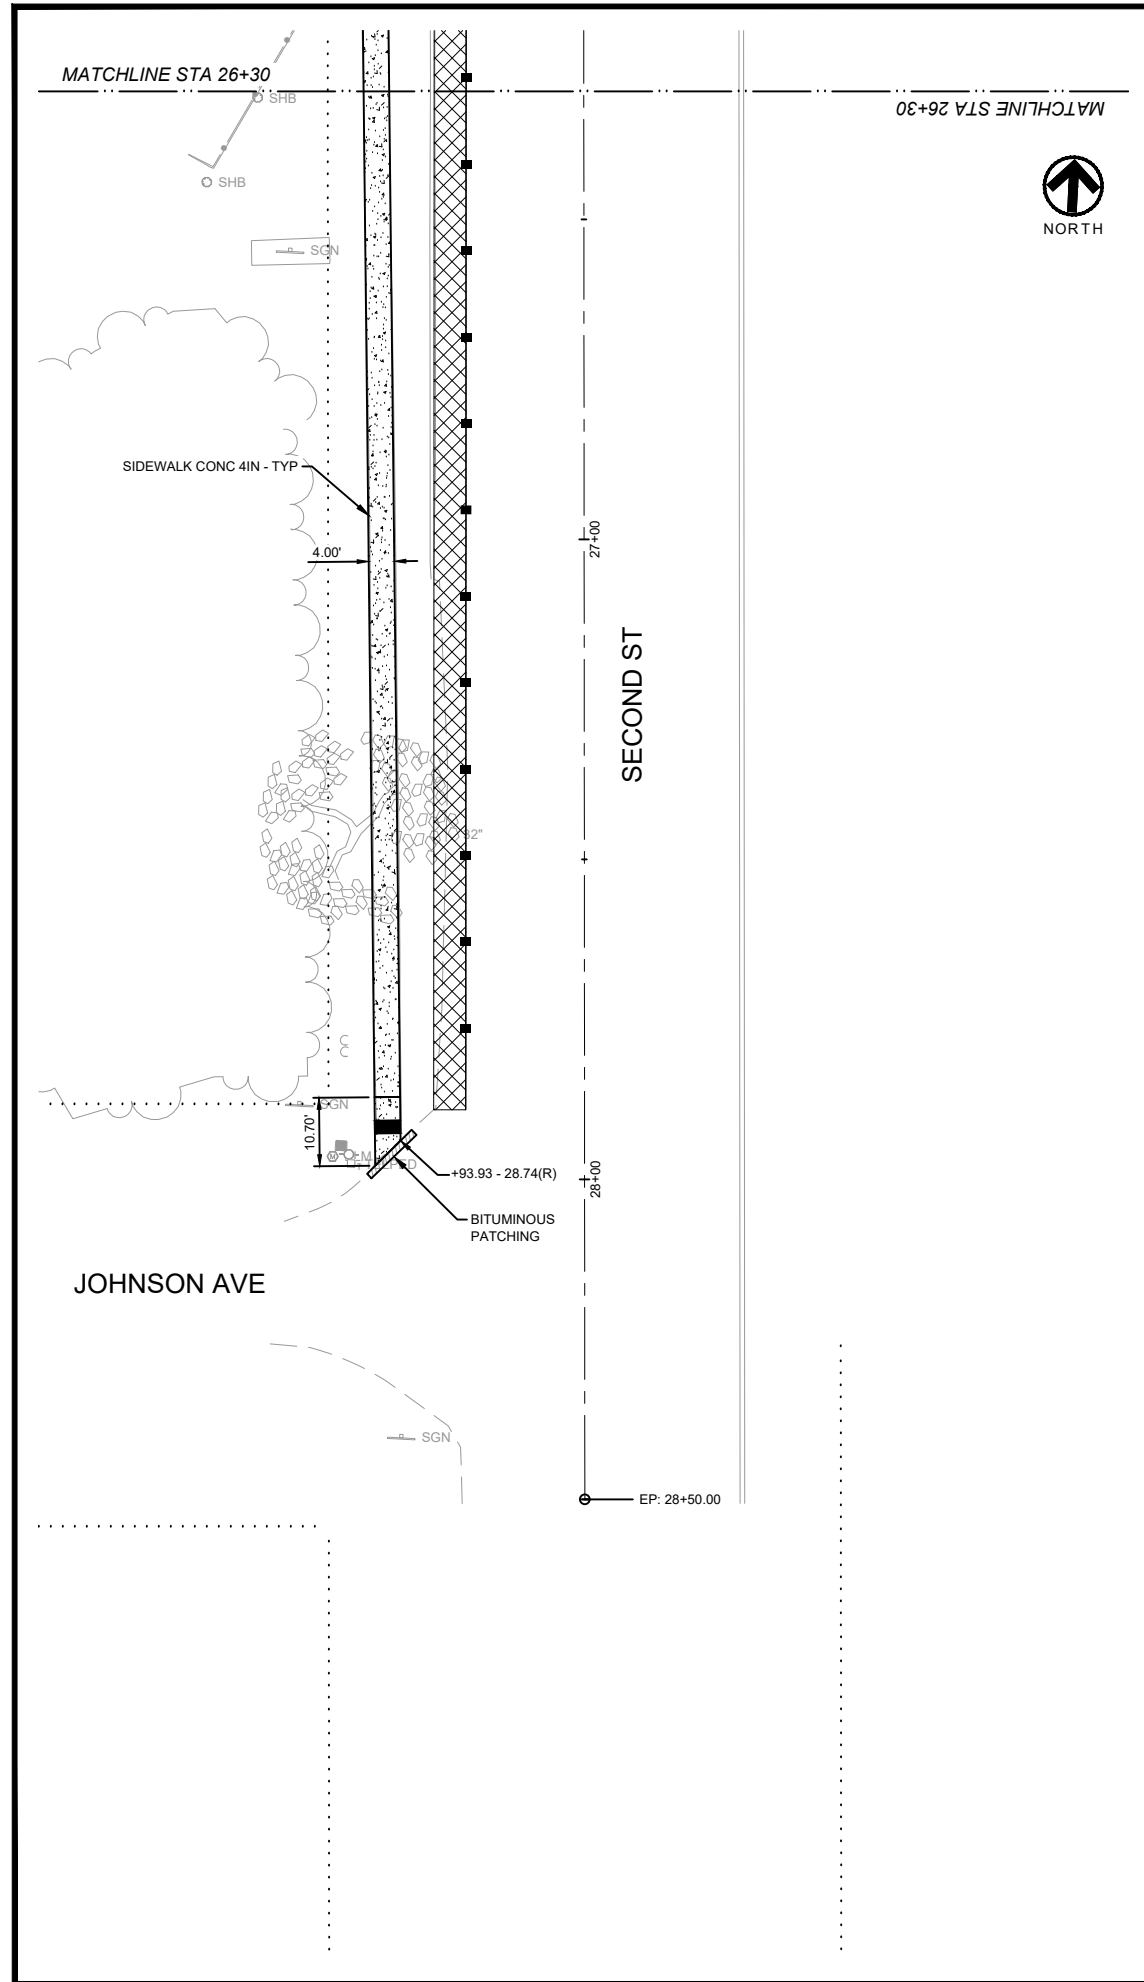 MATCHLINE STA 26+30
MATCHLINE STA 26+30
SHB
SHB
NORTH
SGN
SIDEWALK CONC 4IN - TYP
4.00'
27+00
SECOND ST
32"
SGN
10.70'
M
+93.93 - 28.74(R)
28+00
BITUMINOUS
PATCHING
JOHNSON AVE
SGN
EP: 28+50.00